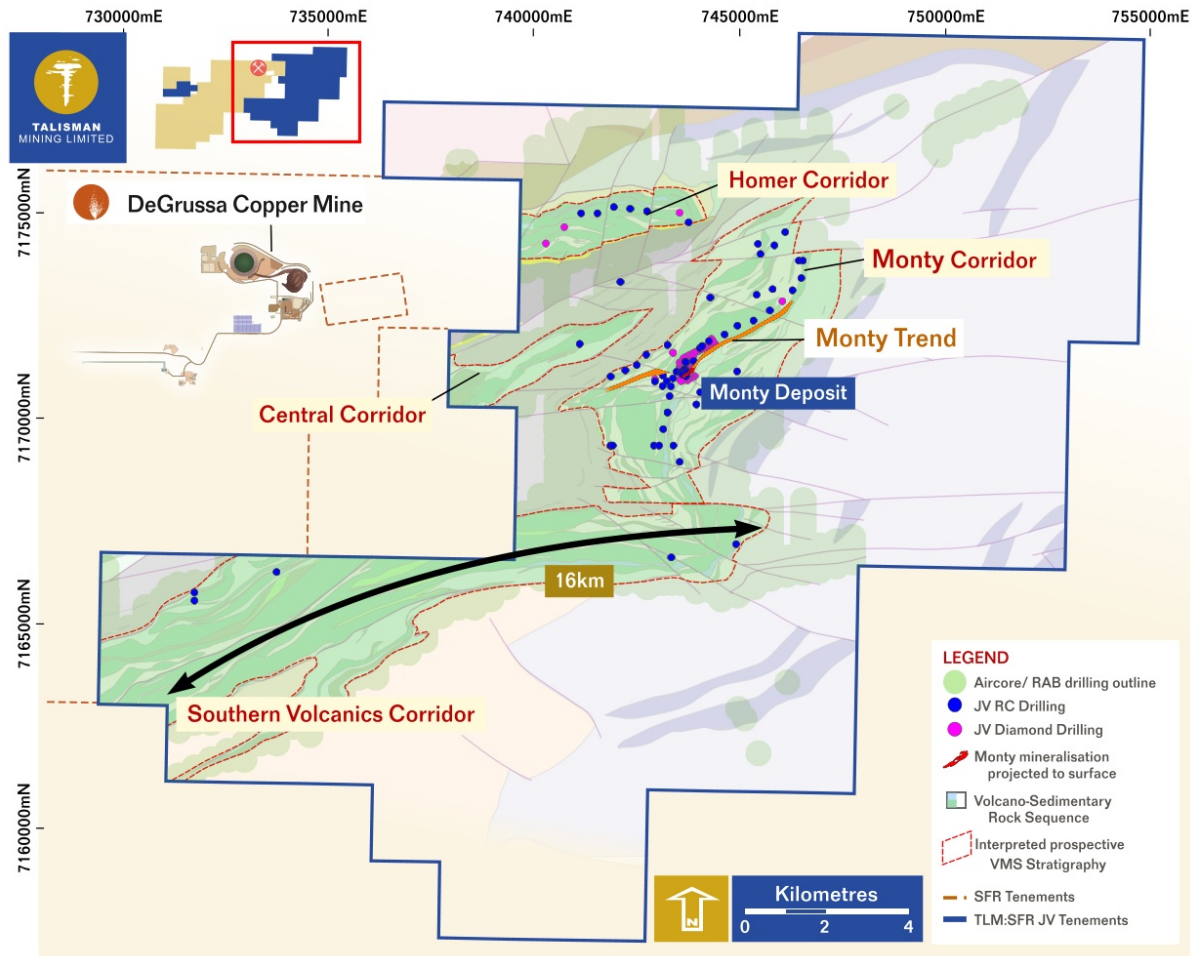 730000mE
735000mE
740000mE
745000mE
750000mE
755000mE
TALISMAN
MINING LIMITED
7175000mN
7170000mN
7165000mN
7160000mN
DeGrussa Copper Mine
Homer Corridor
Monty Corridor
Monty Trend
Monty Deposit
Central Corridor
16km
Southern Volcanics Corridor
LEGEND
Aircore/ RAB drilling outline
JV RC Drilling
JV Diamond Drilling
Monty mineralisation
projected to surface
Volcano-Sedimentary
Rock Sequence
Interpreted prospective
VMS Stratigraphy
SFR Tenements
TLM:SFR JV Tenements
N
Kilometres
0
2
4